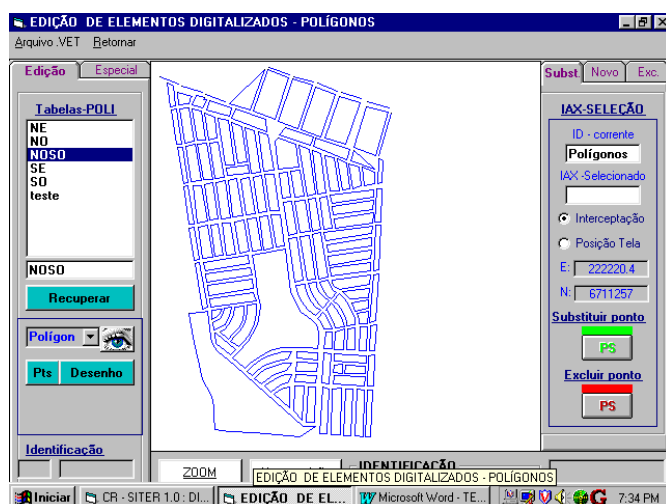 EDIÇÃO DE ELEMENTOS DIGITALIZADOS - POLÍGONOS
Arquivo .VET Retornar
Edição Especial
Tabelas-POLI
NE
NO
NOSO
SE
SO
teste
NOSO
Recuperar
Polígon
Pts Desenho
Identificação
Subst. Novo Exc.
IAX-SELEÇÃO
ID - corrente
Polígonos
IAX -Selecionado
Interceptação
Posição Tela
E: 222220.4
N: 6711257
Substituir ponto
PS
Excluir ponto
PS
ZOOM
IDENTIFICAÇÃO
EDIÇÃO DE ELEMENTOS DIGITALIZADOS - POLÍGONOS
Iniciar CR - SITER 1.0 : DI... EDIÇÃO DE EL... Microsoft Word - TE... 7:34 PM